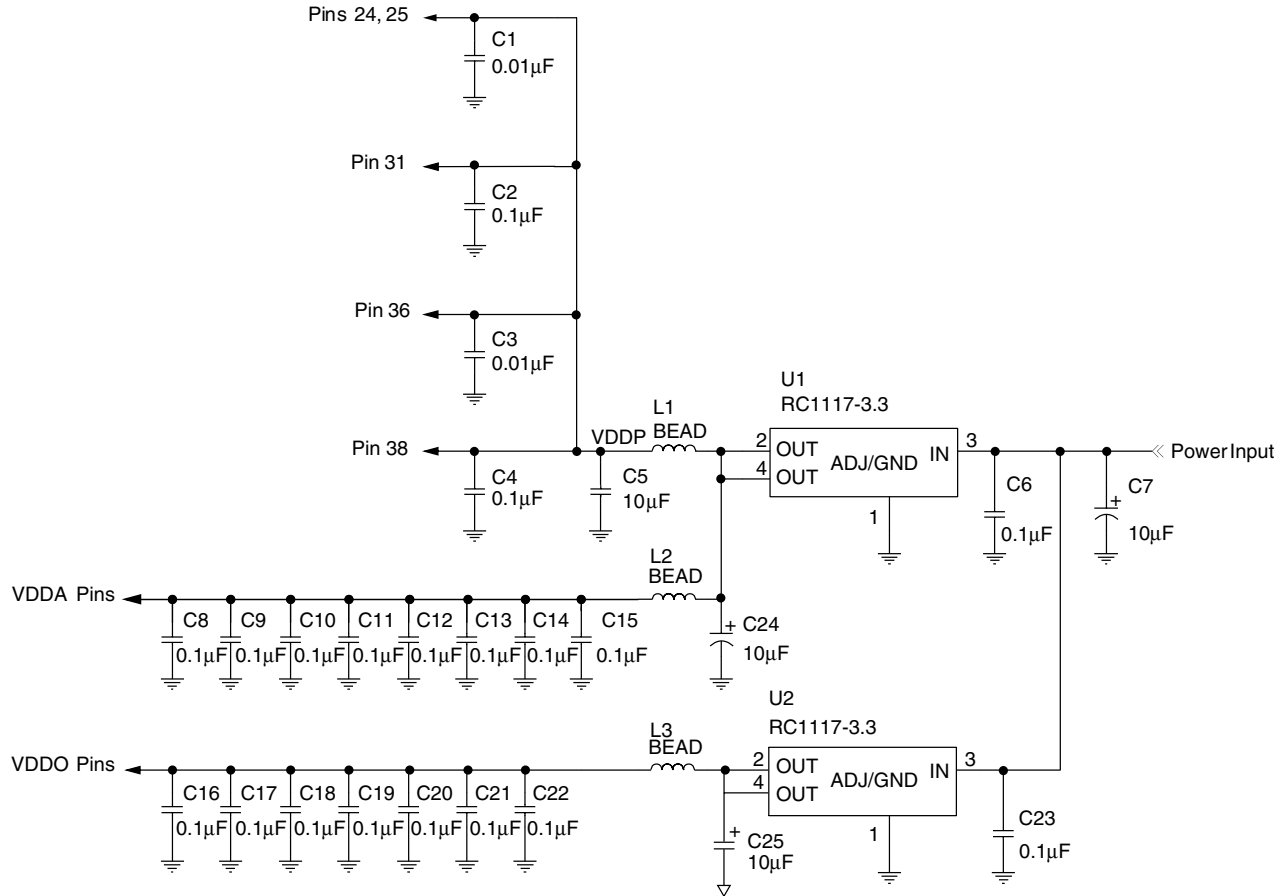 Pins 24, 25
C1
0.01µF
Pin 31
C2
0.1µF
Pin 36
C3
0.01µF
U1
RC1117-3.3
L1
BEAD
Pin 38
VDDP
2
OUT
4
OUT
ADJ/GND
IN
3
Power Input
C4
0.1µF
C5
10µF
1
C6
0.1µF
+
C7
10µF
L2
BEAD
VDDA Pins
C8
C9
C10
C11
C12
C13
C14
C15
0.1µF
0.1µF
0.1µF
0.1µF
0.1µF
0.1µF
0.1µF
0.1µF
+
C24
10µF
U2
RC1117-3.3
L3
BEAD
VDDO Pins
2
OUT
4
OUT
ADJ/GND
IN
3
C16
C17
C18
C19
C20
C21
C22
0.1µF
0.1µF
0.1µF
0.1µF
0.1µF
0.1µF
0.1µF
+
C25
10µF
1
C23
0.1µF